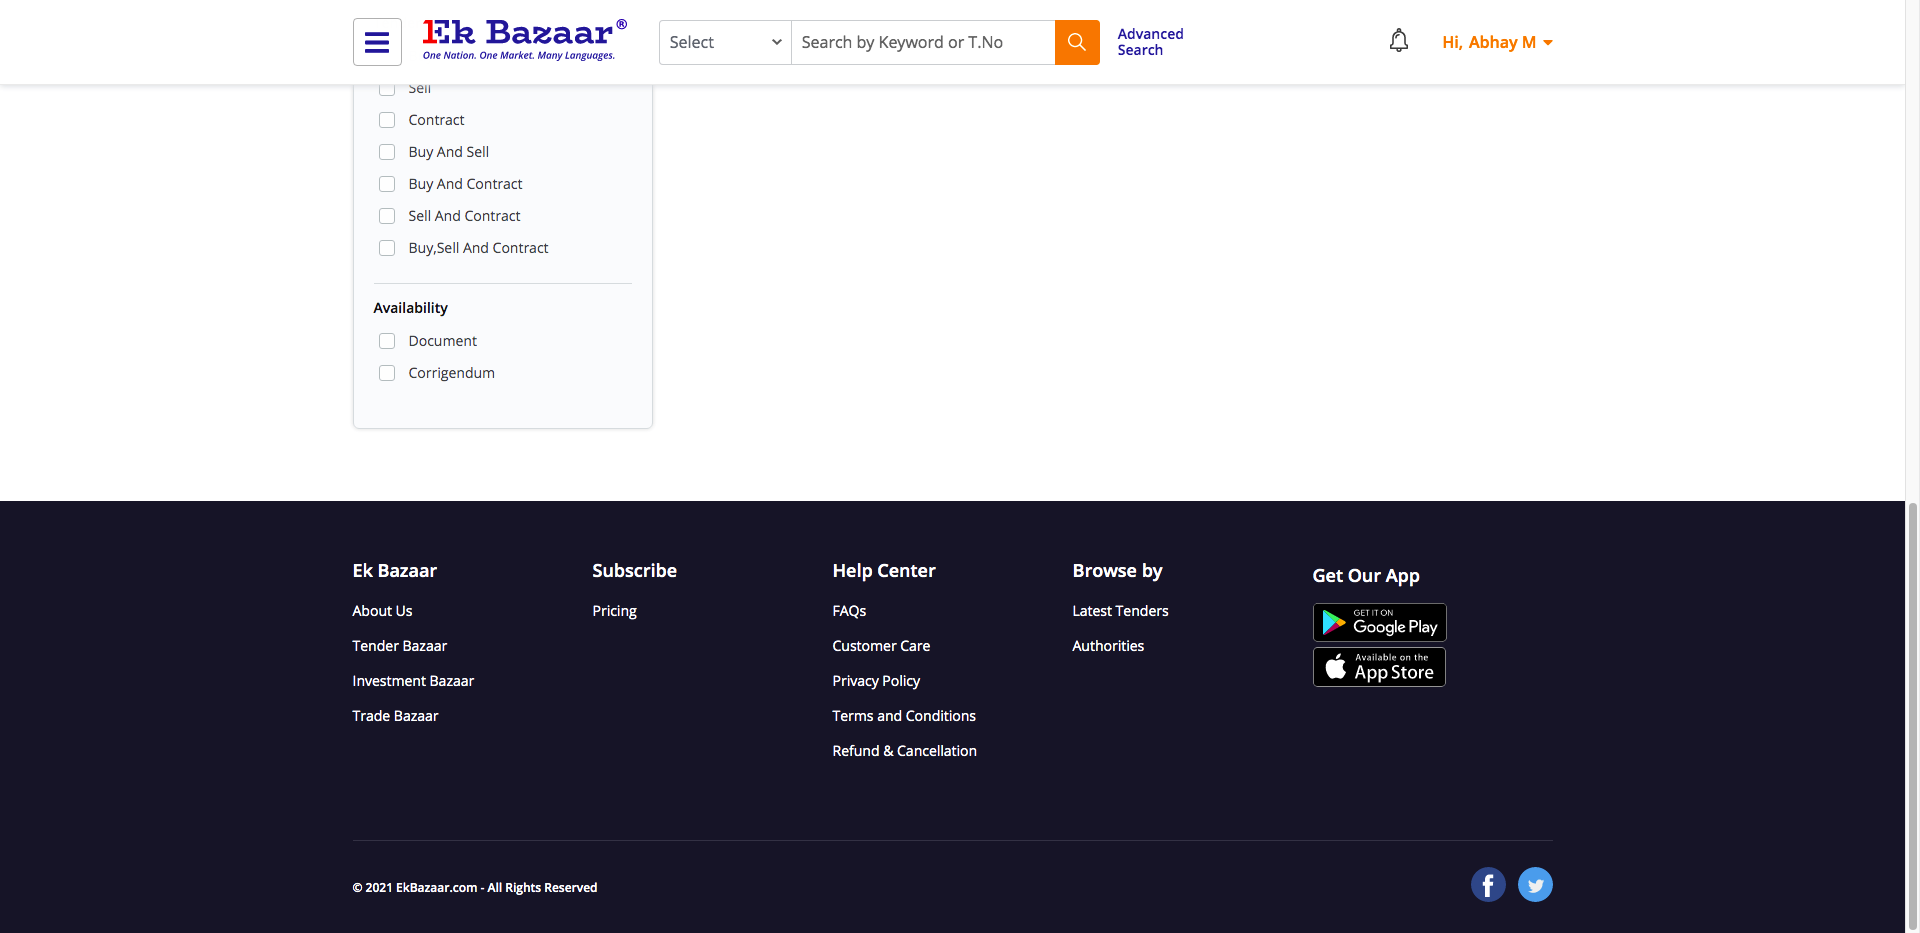 Ek Bazaar®
One Nation. One Market. Many Languages.
Select
Search by Keyword or T.No
Advanced
Search
Hi, Abhay M
Sell
Contract
Buy And Sell
Buy And Contract
Sell And Contract
Buy,Sell And Contract
Availability
Document
Corrigendum
Ek Bazaar
About Us
Tender Bazaar
Investment Bazaar
Trade Bazaar
Subscribe
Pricing
Help Center
FAQs
Customer Care
Privacy Policy
Terms and Conditions
Refund & Cancellation
Browse by
Latest Tenders
Authorities
Get Our App
GET IT ON
Google Play
Available on the
App Store
© 2021 EkBazaar.com - All Rights Reserved